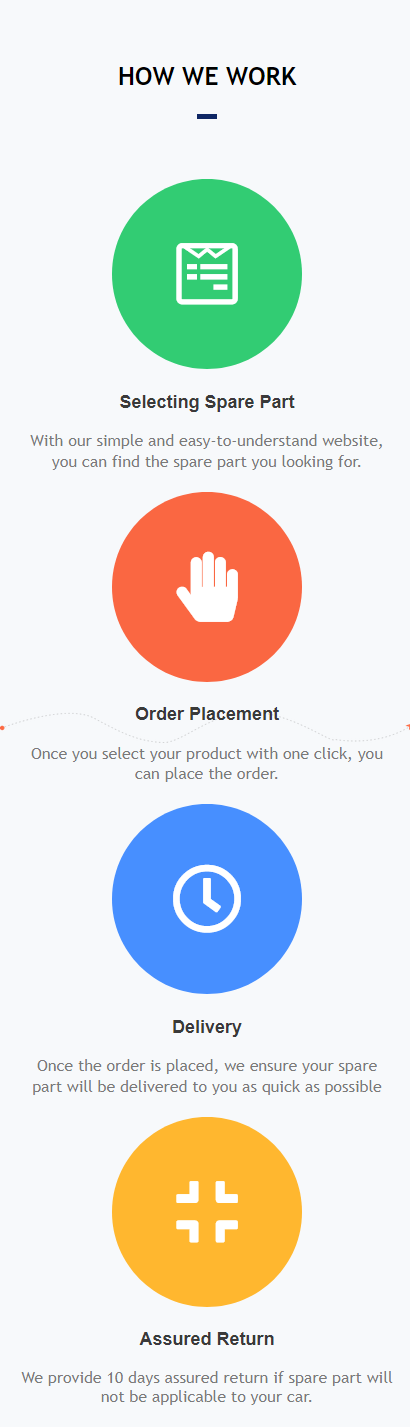 HOW WE WORK
Selecting Spare Part
With our simple and easy-to-understand website,
you can find the spare part you looking for.
Order Placement
Once you select your product with one click, you
can place the order.
Delivery
Once the order is placed, we ensure your spare
part will be delivered to you as quick as possible
Assured Return
We provide 10 days assured return if spare part will
not be applicable to your car.